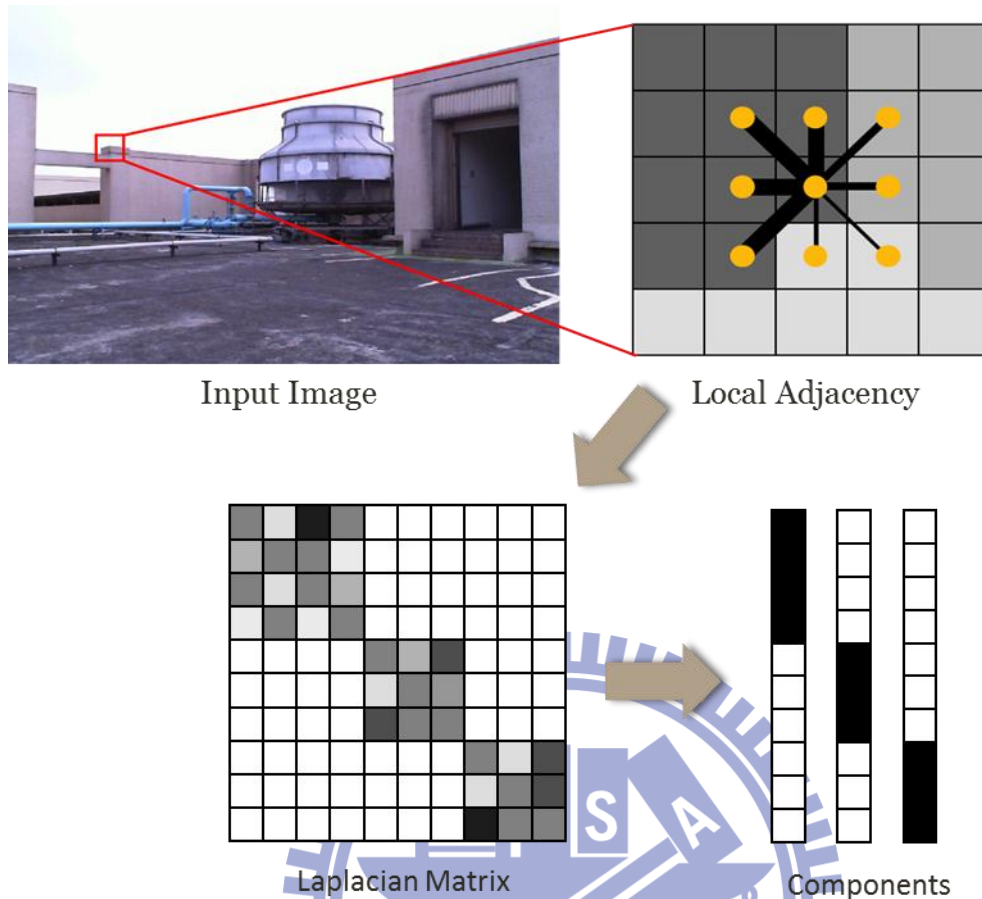 Input Image
Local Adjacency
S
A
Laplacian Matrix
Components